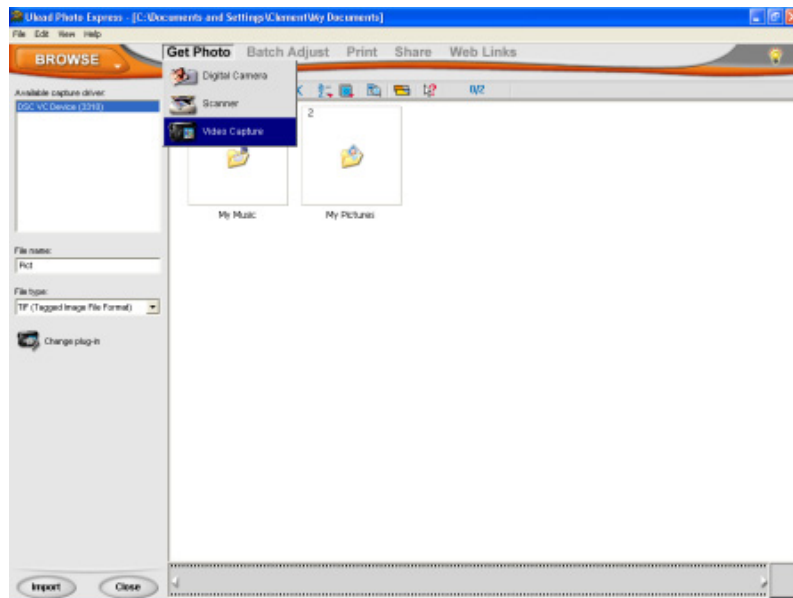 Ulead Photo Express - [C:\Documents and Settings\Clement\My Documents]
File Edit View Help
BROWSE
Get Photo Batch Adjust Print Share Web Links
Digital Camera
Scanner
Video Capture
0/2
Available capture driver:
DSC VC Device (3310)
2
My Music
My Pictures
File name:
Pict
File type:
TIF (Tagged Image File Format)
Change plug-in
Import
Close